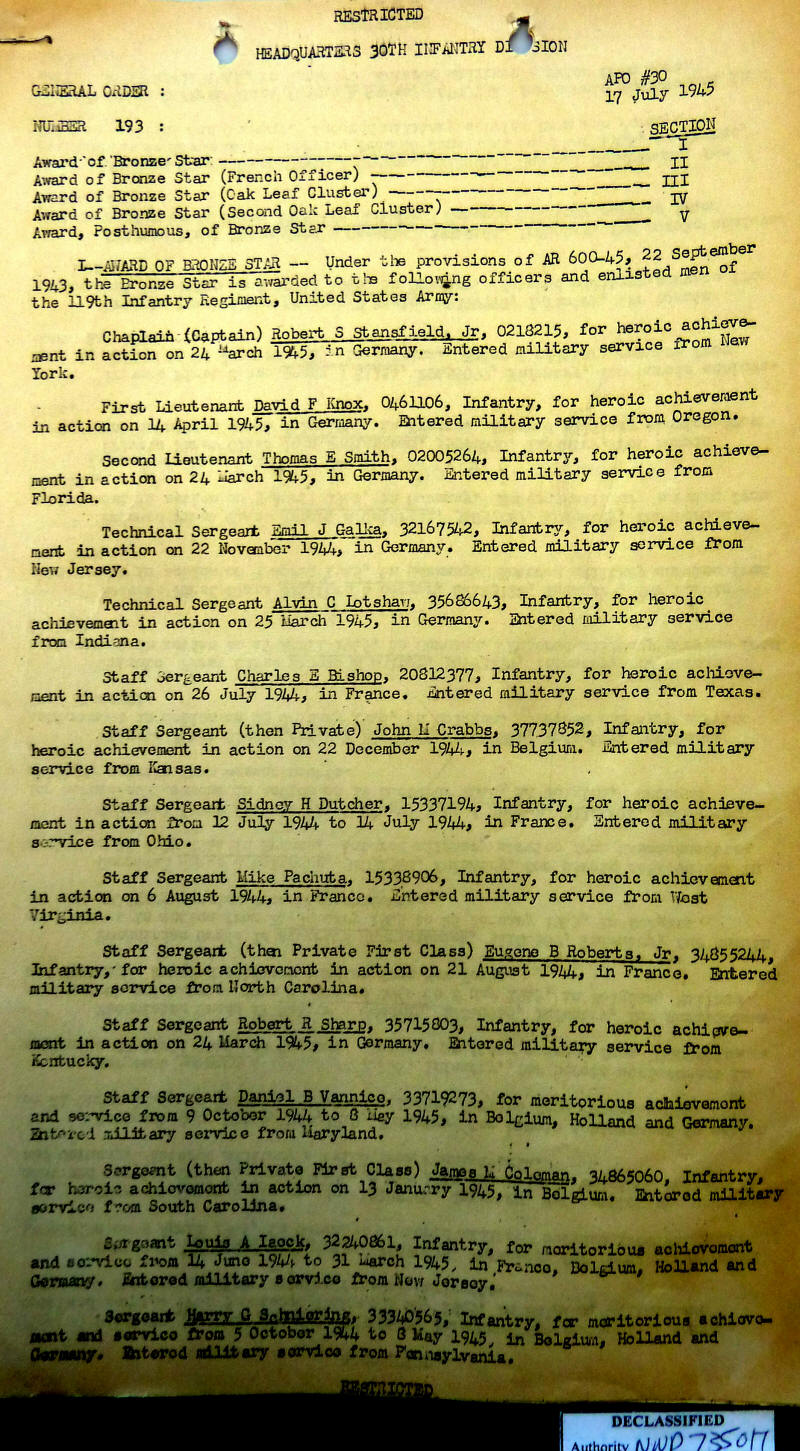 RESTRICTED
HEADQUARTERS 30TH INFANTRY DIVISION
APO #30
GENERAL ORDER :
17 July 1945
NUMBER 193 :
SECTION
Award of Bronze Star ---------- I
Award of Bronze Star (French Officer) ---------- II
Award of Bronze Star (Oak Leaf Cluster) ---------- III
Award of Bronze Star (Second Oak Leaf Cluster) ---------- IV
Award, Posthumous, of Bronze Star ---------- V
I--AWARD OF BRONZE STAR -- Under the provisions of AR 600-45, 22 September
1943, the Bronze Star is awarded to the following officers and enlisted men of
the 119th Infantry Regiment, United States Army:
Chaplain (Captain) Robert S Stansfield, Jr, 0218215, for heroic achieve-
ment in action on 24 March 1945, in Germany. Entered military service from New
York.
First Lieutenant David F Knox, 0461106, Infantry, for heroic achievement
in action on 14 April 1945, in Germany. Entered military service from Oregon.
Second Lieutenant Thomas E Smith, 02005264, Infantry, for heroic achieve-
ment in action on 24 March 1945, in Germany. Entered military service from
Florida.
Technical Sergeant Emil J Galka, 32167542, Infantry, for heroic achieve-
ment in action on 22 November 1944, in Germany. Entered military service from
New Jersey.
Technical Sergeant Alvin C Lotshaw, 35686643, Infantry, for heroic
achievement in action on 25 March 1945, in Germany. Entered military service
from Indiana.
Staff Sergeant Charles E Bishop, 20812377, Infantry, for heroic achieve-
ment in action on 26 July 1944, in France. Entered military service from Texas.
Staff Sergeant (then Private) John M Crabbs, 37737852, Infantry, for
heroic achievement in action on 22 December 1944, in Belgium. Entered military
service from Kansas.
Staff Sergeant Sidney H Dutcher, 15337194, Infantry, for heroic achieve-
ment in action from 12 July 1944 to 14 July 1944, in France. Entered military
service from Ohio.
Staff Sergeant Mike Pachuta, 15338906, Infantry, for heroic achievement
in action on 6 August 1944, in France. Entered military service from West
Virginia.
Staff Sergeant (then Private First Class) Eugene B Roberts, Jr, 34855244,
Infantry, for heroic achievement in action on 21 August 1944, in France. Entered
military service from North Carolina.
Staff Sergeant Robert R Sharp, 35715803, Infantry, for heroic achieve-
ment in action on 24 March 1945, in Germany. Entered military service from
Kentucky.
Staff Sergeant Daniel B Vannice, 33719273, for meritorious achievement
and service from 9 October 1944 to 8 May 1945, in Belgium, Holland and Germany.
Entered military service from Maryland.
Sergeant (then Private First Class) James M Coleman, 34865060, Infantry,
for heroic achievement in action on 13 January 1945, in Belgium. Entered military
service from South Carolina.
Sergeant Louis A Isock, 32240861, Infantry, for meritorious achievement
and service from 14 June 1944 to 31 March 1945, in France, Belgium, Holland and
Germany. Entered military service from New Jersey.
Sergeant Harry G Schniering, 33340565, Infantry, for meritorious achieve-
ment and service from 5 October 1944 to 8 May 1945, in Belgium, Holland and
Germany. Entered military service from Pennsylvania.
RESTRICTED
DECLASSIFIED
Authority NND 735017